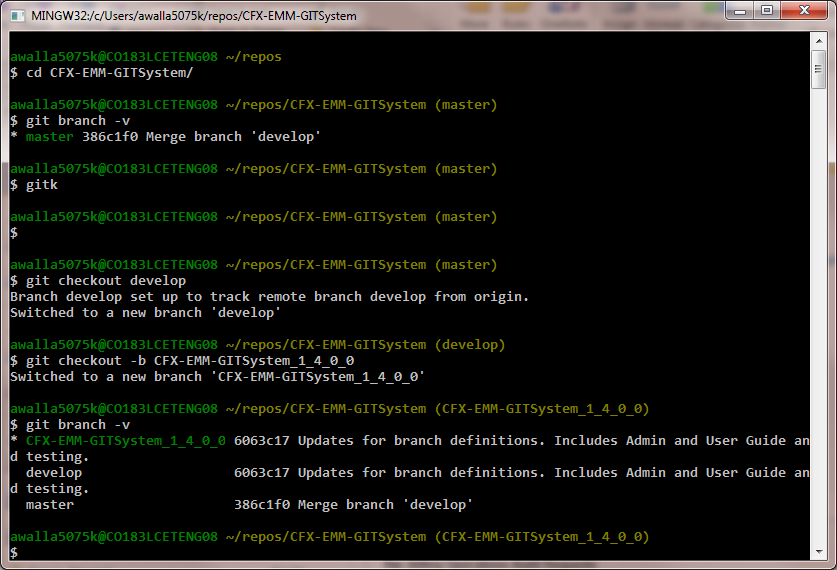 MINGW32:/c/Users/awalla5075k/repos/CFX-EMM-GITSystem
awalla5075k@CO183LCETENG08 ~/repos
$ cd CFX-EMM-GITSystem/
awalla5075k@CO183LCETENG08 ~/repos/CFX-EMM-GITSystem (master)
$ git branch -v
* master 386c1f0 Merge branch 'develop'
awalla5075k@CO183LCETENG08 ~/repos/CFX-EMM-GITSystem (master)
$ gitk
awalla5075k@CO183LCETENG08 ~/repos/CFX-EMM-GITSystem (master)
$
awalla5075k@CO183LCETENG08 ~/repos/CFX-EMM-GITSystem (master)
$ git checkout develop
Branch develop set up to track remote branch develop from origin.
Switched to a new branch 'develop'
awalla5075k@CO183LCETENG08 ~/repos/CFX-EMM-GITSystem (develop)
$ git checkout -b CFX-EMM-GITSystem_1_4_0_0
Switched to a new branch 'CFX-EMM-GITSystem_1_4_0_0'
awalla5075k@CO183LCETENG08 ~/repos/CFX-EMM-GITSystem (CFX-EMM-GITSystem_1_4_0_0)
$ git branch -v
* CFX-EMM-GITSystem_1_4_0_0 6063c17 Updates for branch definitions. Includes Admin and User Guide an
d testing.
develop 6063c17 Updates for branch definitions. Includes Admin and User Guide an
d testing.
master 386c1f0 Merge branch 'develop'
awalla5075k@CO183LCETENG08 ~/repos/CFX-EMM-GITSystem (CFX-EMM-GITSystem_1_4_0_0)
$